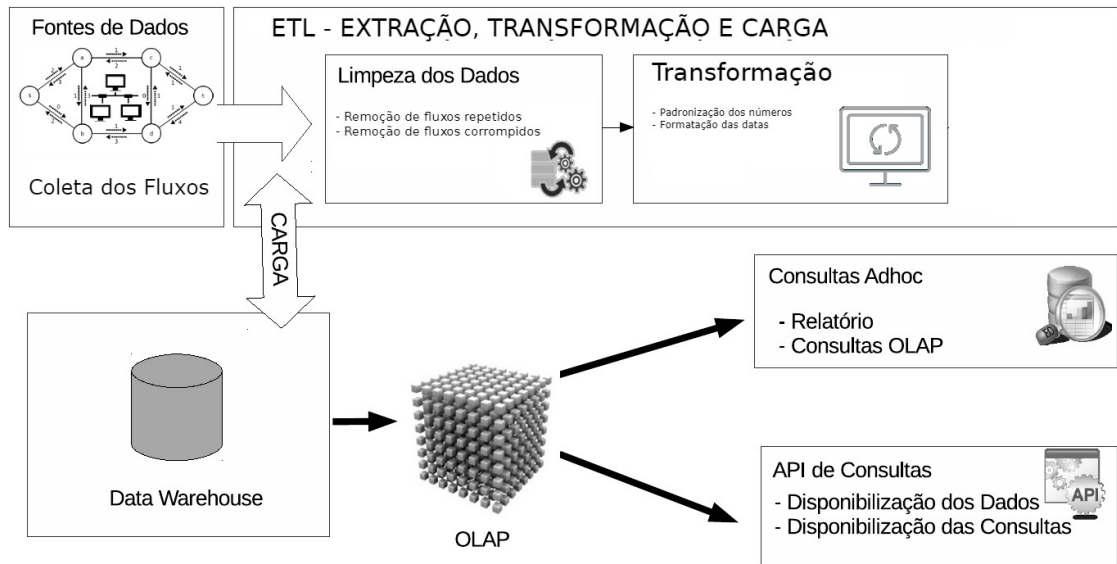 Fontes de Dados
s
a
c
b
d
t
Coleta dos Fluxos
ETL - EXTRAÇÃO, TRANSFORMAÇÃO E CARGA
Limpeza dos Dados
- Remoção de fluxos repetidos
- Remoção de fluxos corrompidos
Transformação
- Padronização dos números
- Formatação das datas
CARGA
Data Warehouse
OLAP
Consultas Adhoc
- Relatório
- Consultas OLAP
API de Consultas
- Disponibilização dos Dados
- Disponibilização das Consultas
API